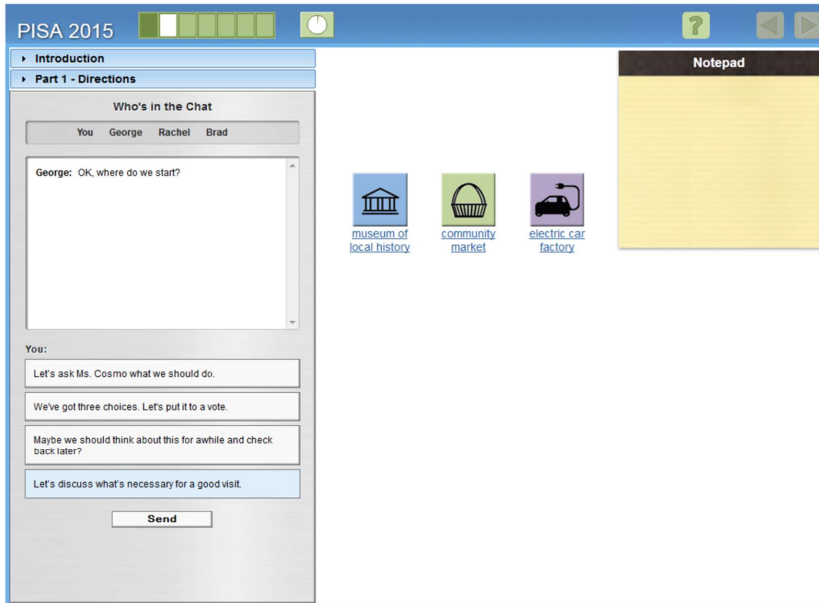 PISA 2015
?
Introduction
Part 1 - Directions
Who's in the Chat
You George Rachel Brad
George: OK, where do we start?
You:
Let's ask Ms. Cosmo what we should do.
We've got three choices. Let's put it to a vote.
Maybe we should think about this for awhile and check
back later?
Let's discuss what's necessary for a good visit.
Send
museum of
local history
community
market
electric car
factory
Notepad